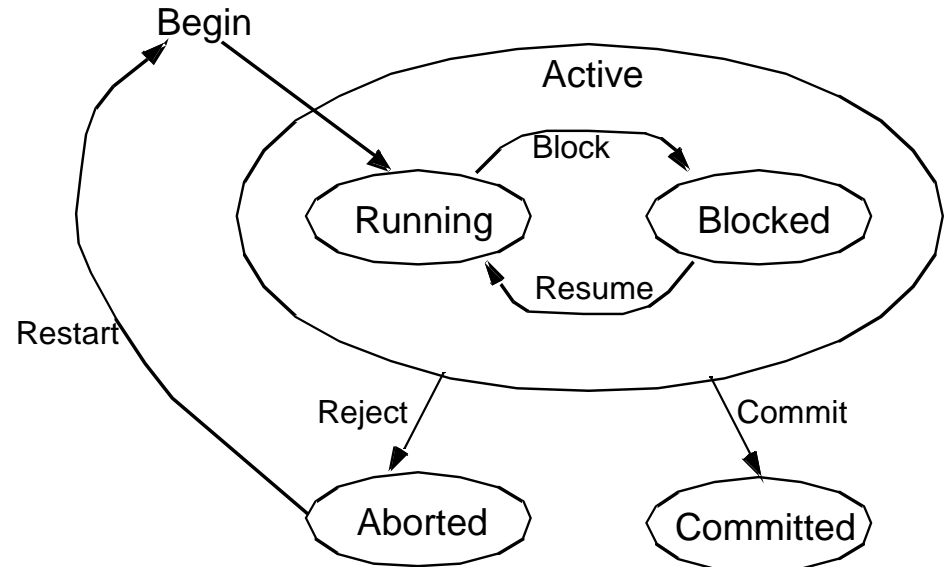 Begin
Active
Block
Running
Blocked
Resume
Restart
Reject
Commit
Aborted
Committed